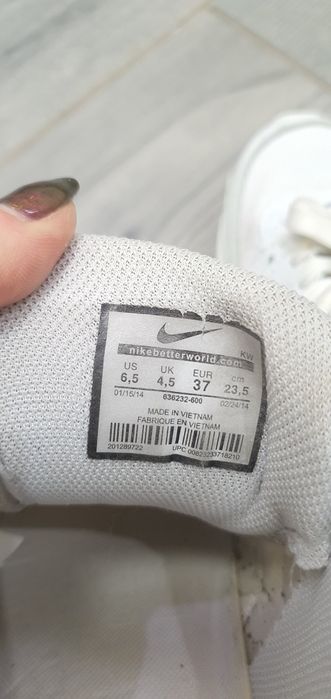 nikebetterworld.com
KW
US UK EUR cm
6,5 4,5 37 23,5
01/15/14 636232-600 02/24/14
MADE IN VIETNAM
FABRIQUE EN VIETNAM
201289722 UPC